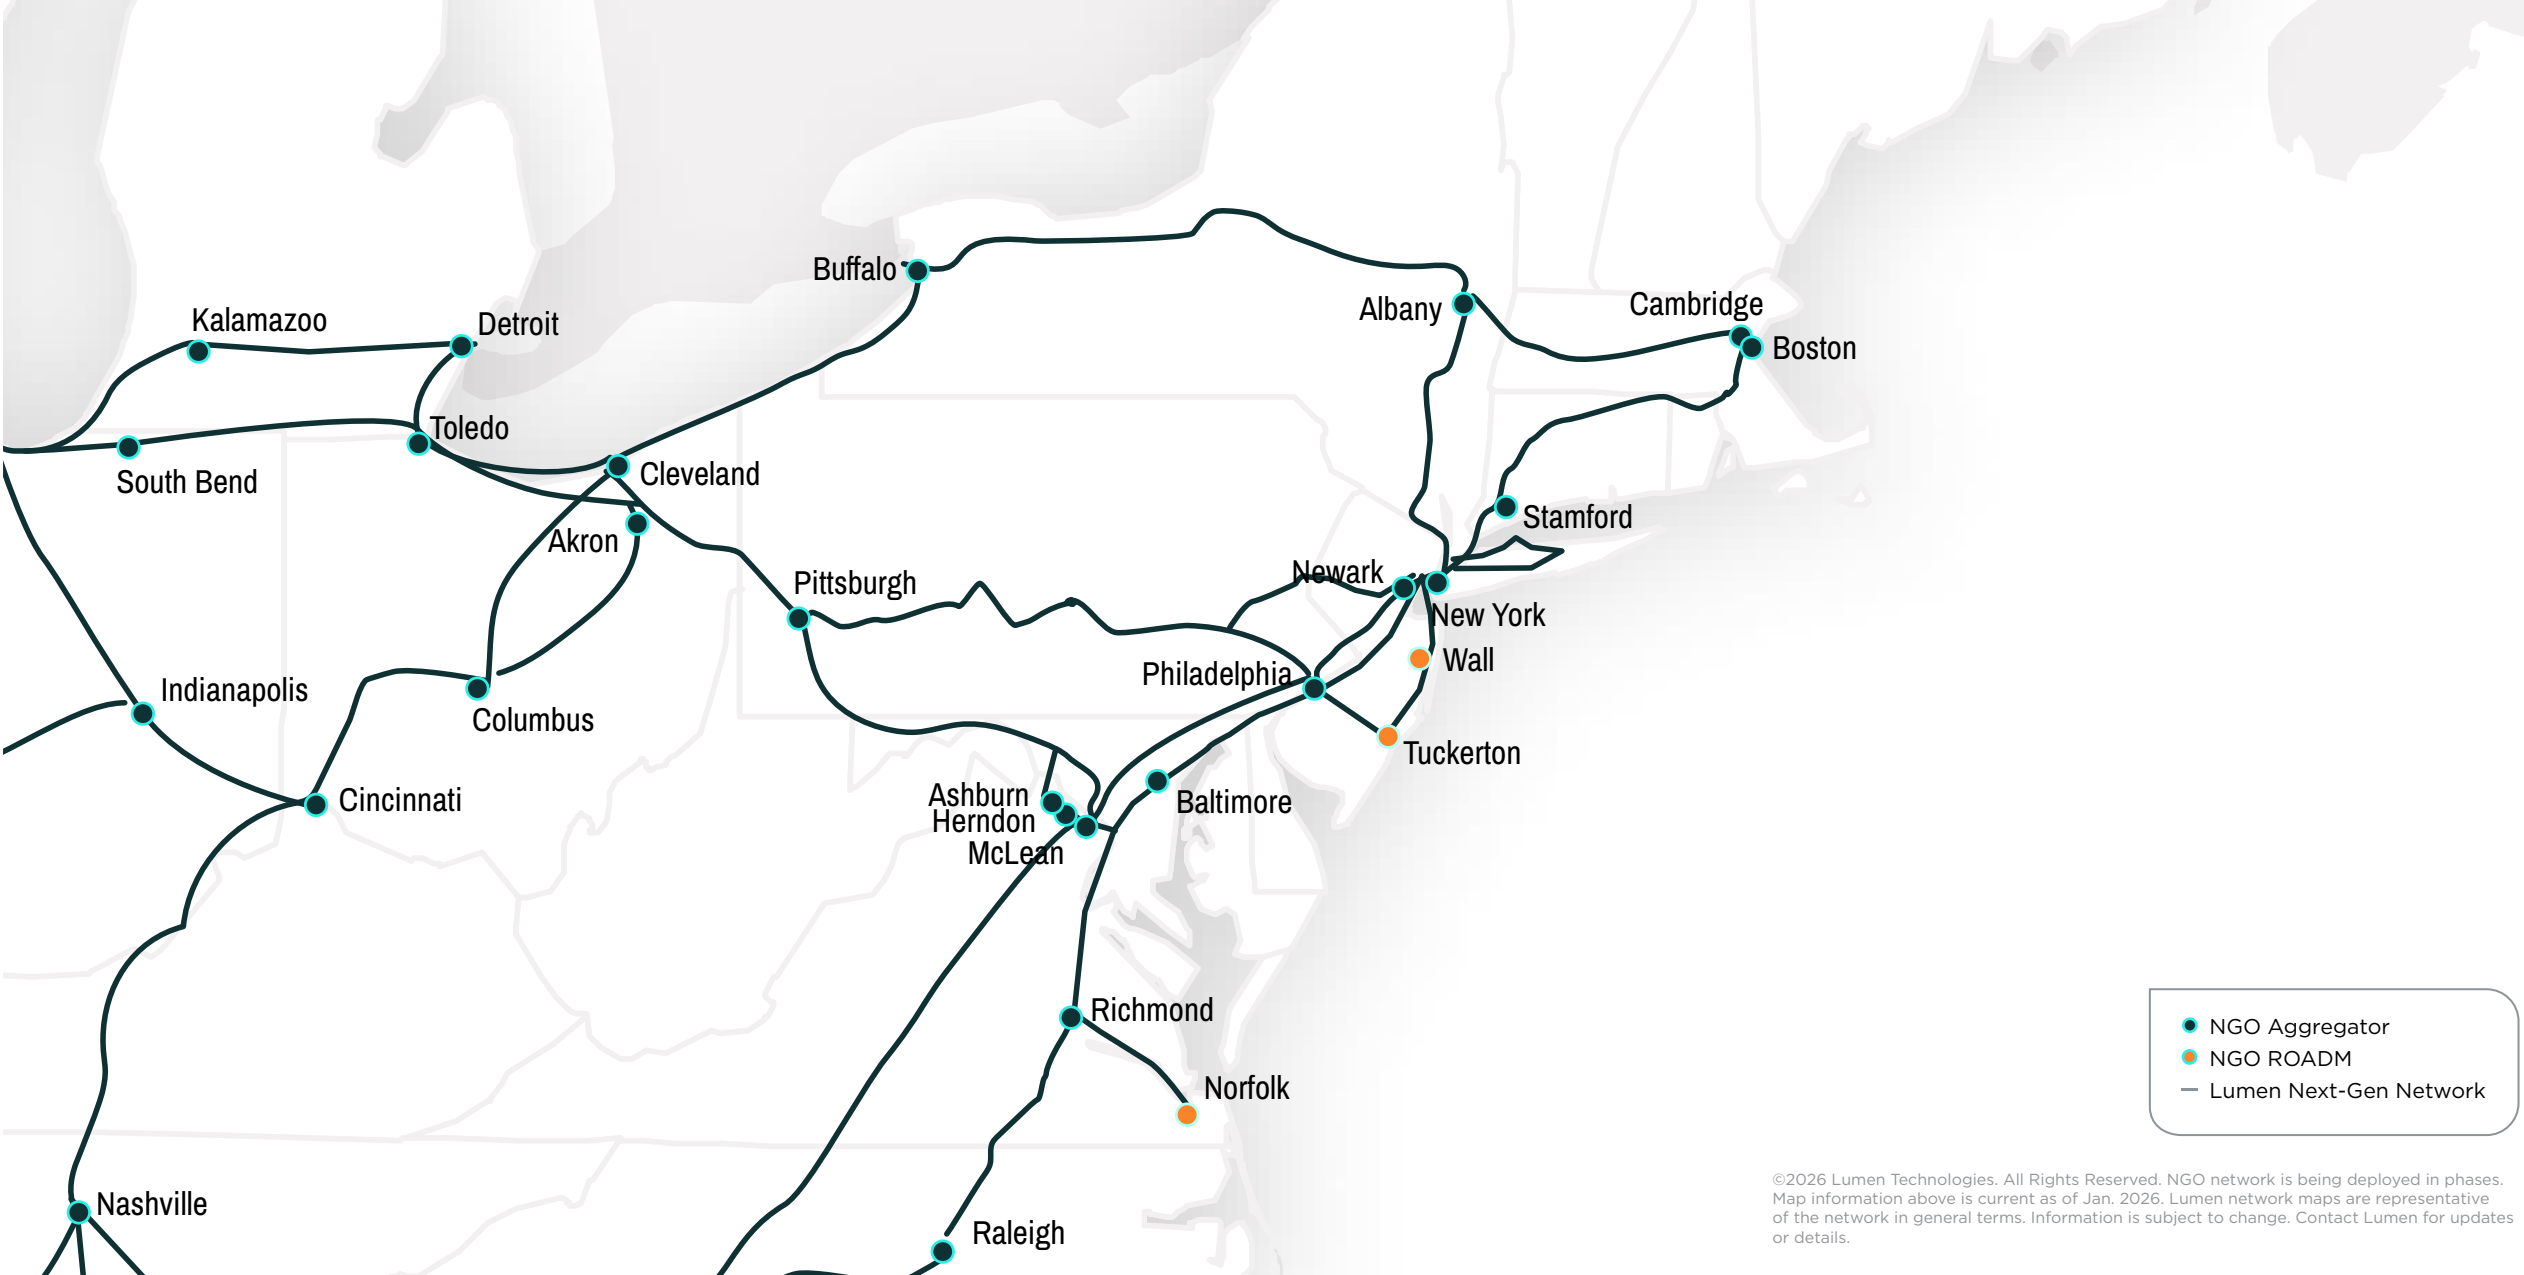 Buffalo
Albany
Cambridge
Boston
Kalamazoo
Detroit
Toledo
South Bend
Cleveland
Akron
Stamford
Newark
New York
Pittsburgh
Wall
Philadelphia
Indianapolis
Columbus
Tuckerton
Cincinnati
Ashburn
Herndon
McLean
Baltimore
Richmond
Norfolk
Nashville
Raleigh
NGO Aggregator
NGO ROADM
Lumen Next-Gen Network
©2026 Lumen Technologies. All Rights Reserved. NGO network is being deployed in phases.
Map information above is current as of Jan. 2026. Lumen network maps are representative
of the network in general terms. Information is subject to change. Contact Lumen for updates
or details.